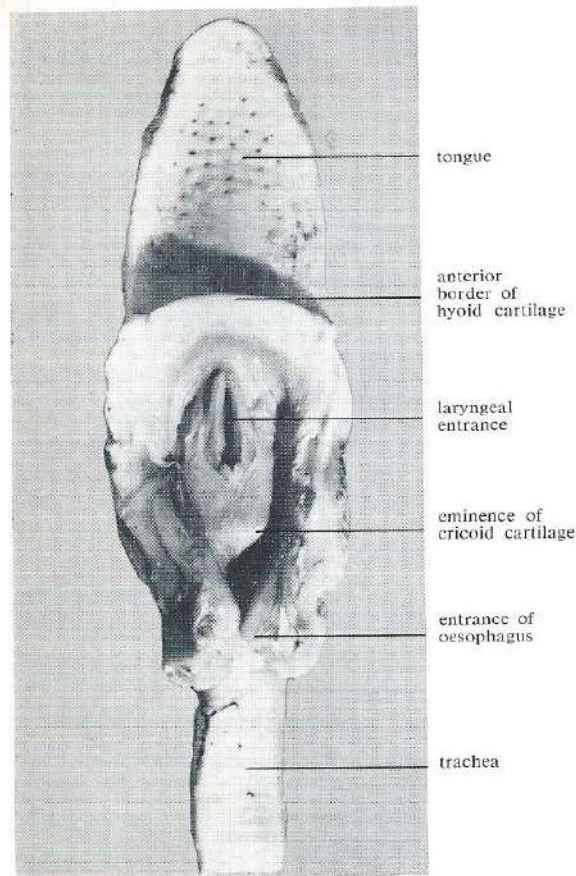 tongue
anterior
border of
hyoid cartilage
laryngeal
entrance
eminence of
cricoid cartilage
entrance of
oesophagus
trachea